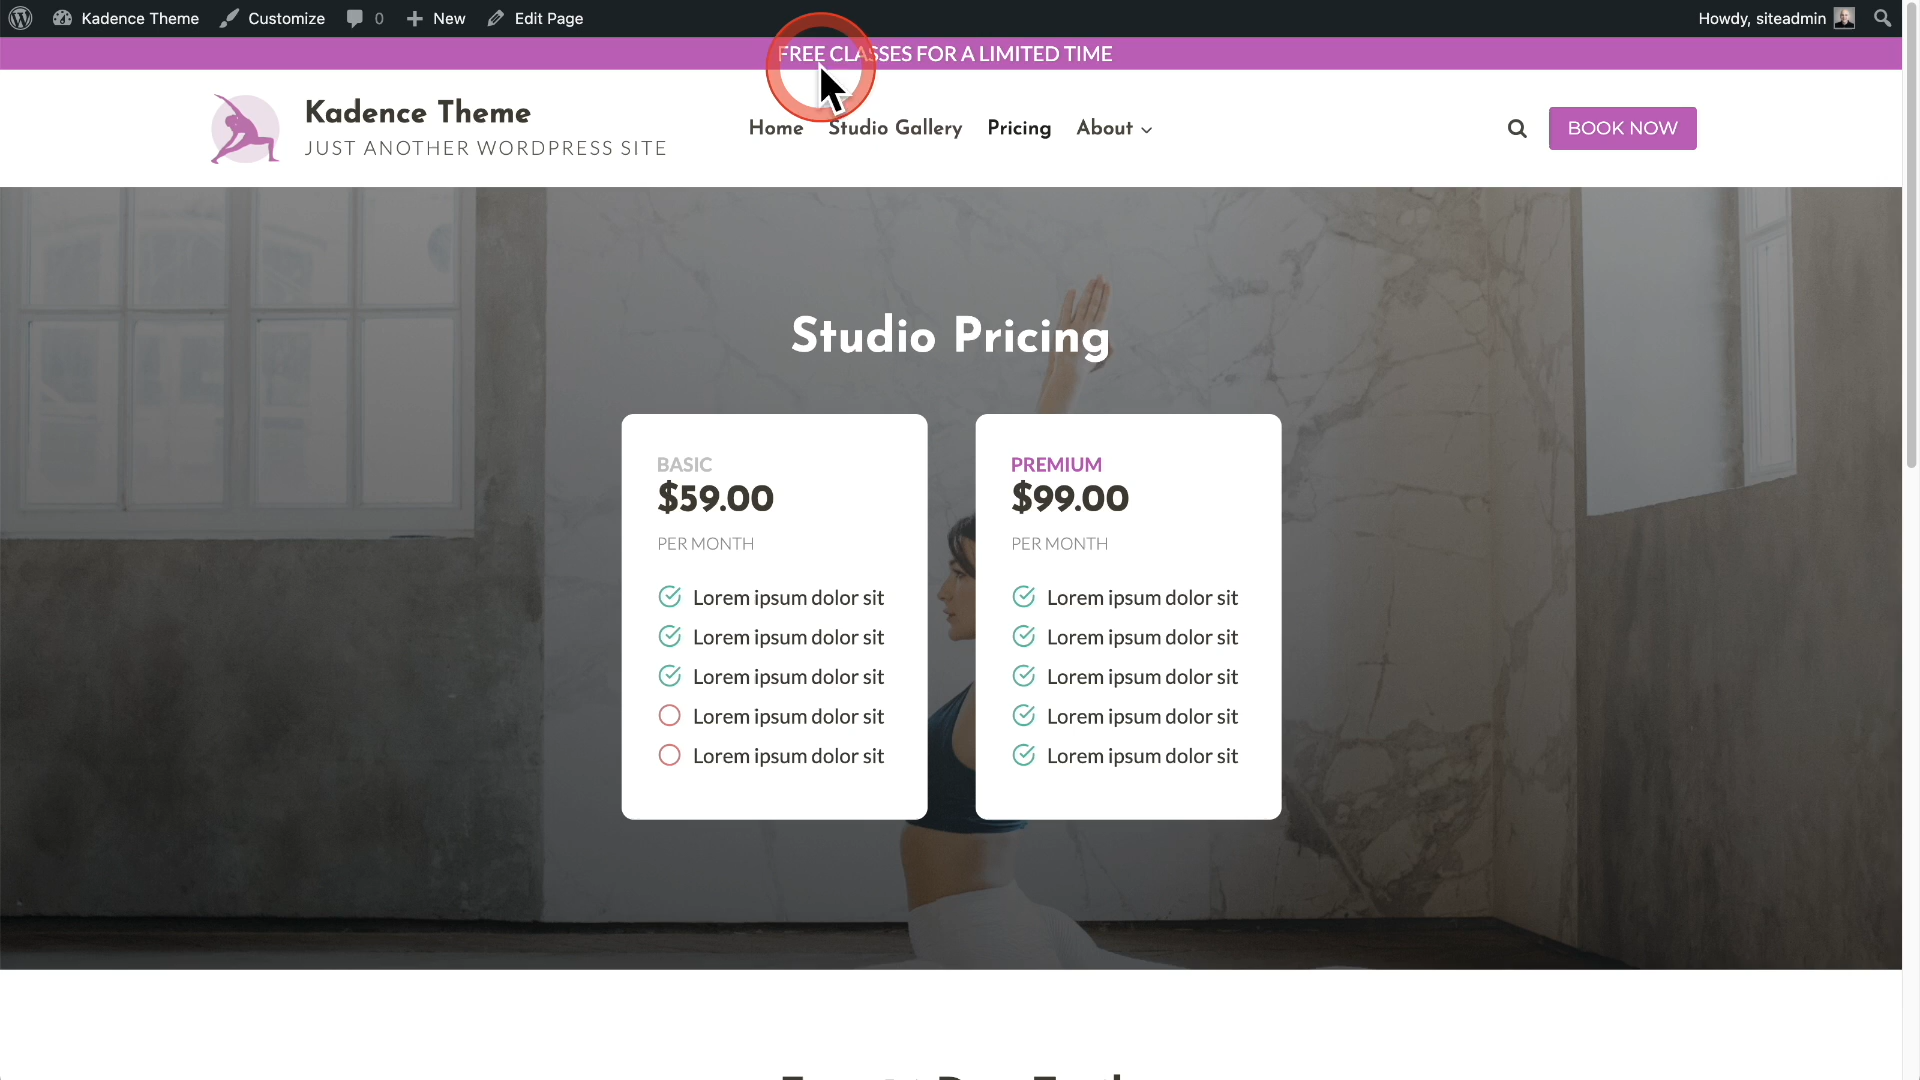 Kadence Theme Customize 0 New Edit Page Howdy, siteadmin
FREE CLASSES FOR A LIMITED TIME
Kadence Theme
JUST ANOTHER WORDPRESS SITE
Home Studio Gallery Pricing About
BOOK NOW
Studio Pricing
BASIC
$59.00
PER MONTH
Lorem ipsum dolor sit
Lorem ipsum dolor sit
Lorem ipsum dolor sit
Lorem ipsum dolor sit
Lorem ipsum dolor sit
PREMIUM
$99.00
PER MONTH
Lorem ipsum dolor sit
Lorem ipsum dolor sit
Lorem ipsum dolor sit
Lorem ipsum dolor sit
Lorem ipsum dolor sit